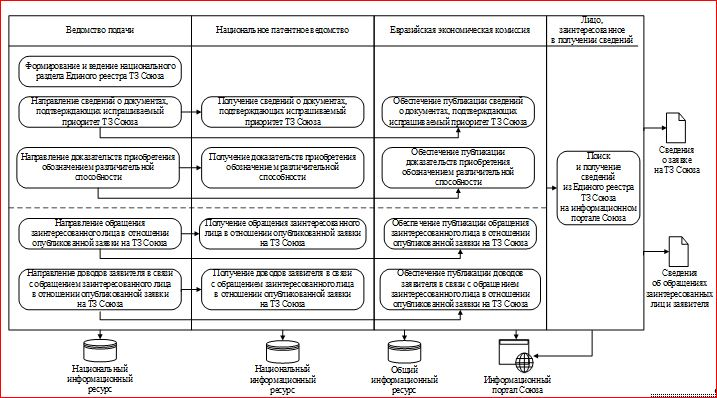 Ведомство подачи
Национальное патентное ведомство
Евразийская экономическая комиссия
Лицо,
заинтересованное
в получении сведений
Формирование и ведение национального
раздела Единого реестра ТЗ Союза
Направление сведений о документах,
подтверждающих испрашиваемый
приоритет ТЗ Союза
Получение сведений о документах,
подтверждающих испрашиваемый
приоритет ТЗ Союза
Обеспечение публикации сведений
о документах, подтверждающих
испрашиваемый приоритет ТЗ Союза
Направление доказательств приобретения
обозначением различительной
способности
Получение доказательств приобретения
обозначением различительной
способности
Обеспечение публикации
доказательств приобретения
обозначением различительной
способности
Поиск
и получение
сведений
из Единого реестра
ТЗ Союза
на информационном
портале Союза
Сведения
о заявке
на ТЗ Союза
Направление обращения
заинтересованного лица в отношении
опубликованной заявки на ТЗ Союза
Получение обращения заинтересованного
лица в отношении опубликованной заявки
на ТЗ Союза
Обеспечение публикации обращения
заинтересованного лица в отношении
опубликованной заявки на ТЗ Союза
Направление доводов заявителя в связи
с обращением заинтересованного лица
в отношении опубликованной заявки
на ТЗ Союза
Получение доводов заявителя в связи
с обращением заинтересованного лица
в отношении опубликованной заявки
на ТЗ Союза
Обеспечение публикации доводов
заявителя в связи с обращением
заинтересованного лица в отношении
опубликованной заявки на ТЗ Союза
Сведения
об обращениях
заинтересованных
лиц и заявителя
Национальный
информационный
ресурс
Национальный
информационный
ресурс
Общий
информационный
ресурс
Информационный
портал Союза